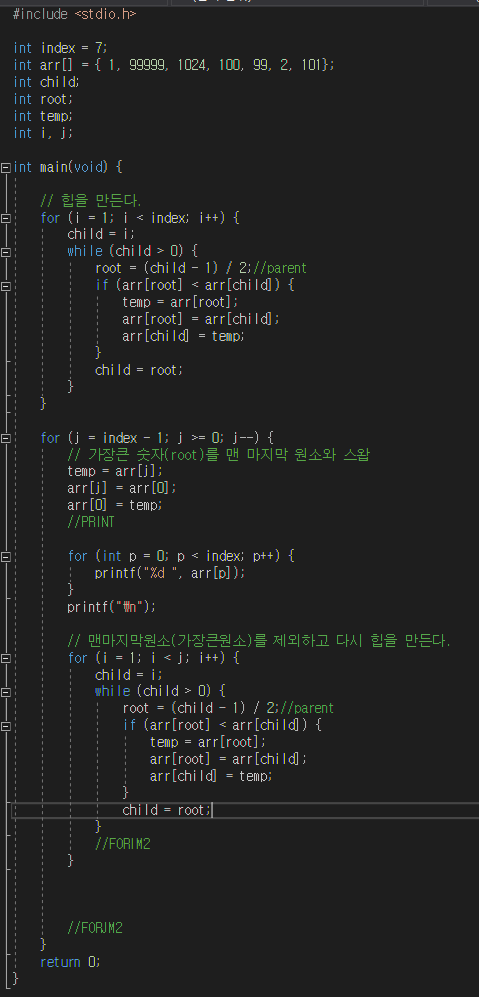 #include <stdio.h>
int index = 7;
int arr[] = { 1, 99999, 1024, 100, 99, 2, 101};
int child;
int root;
int temp;
int i, j;
int main(void) {
// 힙을 만든다.
for (i = 1; i < index; i++) {
child = i;
while (child > 0) {
root = (child - 1) / 2;//parent
if (arr[root] < arr[child]) {
temp = arr[root];
arr[root] = arr[child];
arr[child] = temp;
}
child = root;
}
}
for (j = index - 1; j >= 0; j--) {
// 가장큰 숫자(root)를 맨 마지막 원소와 스왑
temp = arr[j];
arr[j] = arr[0];
arr[0] = temp;
//PRINT
for (int p = 0; p < index; p++) {
printf("%d ", arr[p]);
}
printf("₩n");
// 맨마지막원소(가장큰원소)를 제외하고 다시 힙을 만든다.
for (i = 1; i < j; i++) {
child = i;
while (child > 0) {
root = (child - 1) / 2;//parent
if (arr[root] < arr[child]) {
temp = arr[root];
arr[root] = arr[child];
arr[child] = temp;
}
child = root;
}
//FORIM2
}
//FORJM2
}
return 0;
}